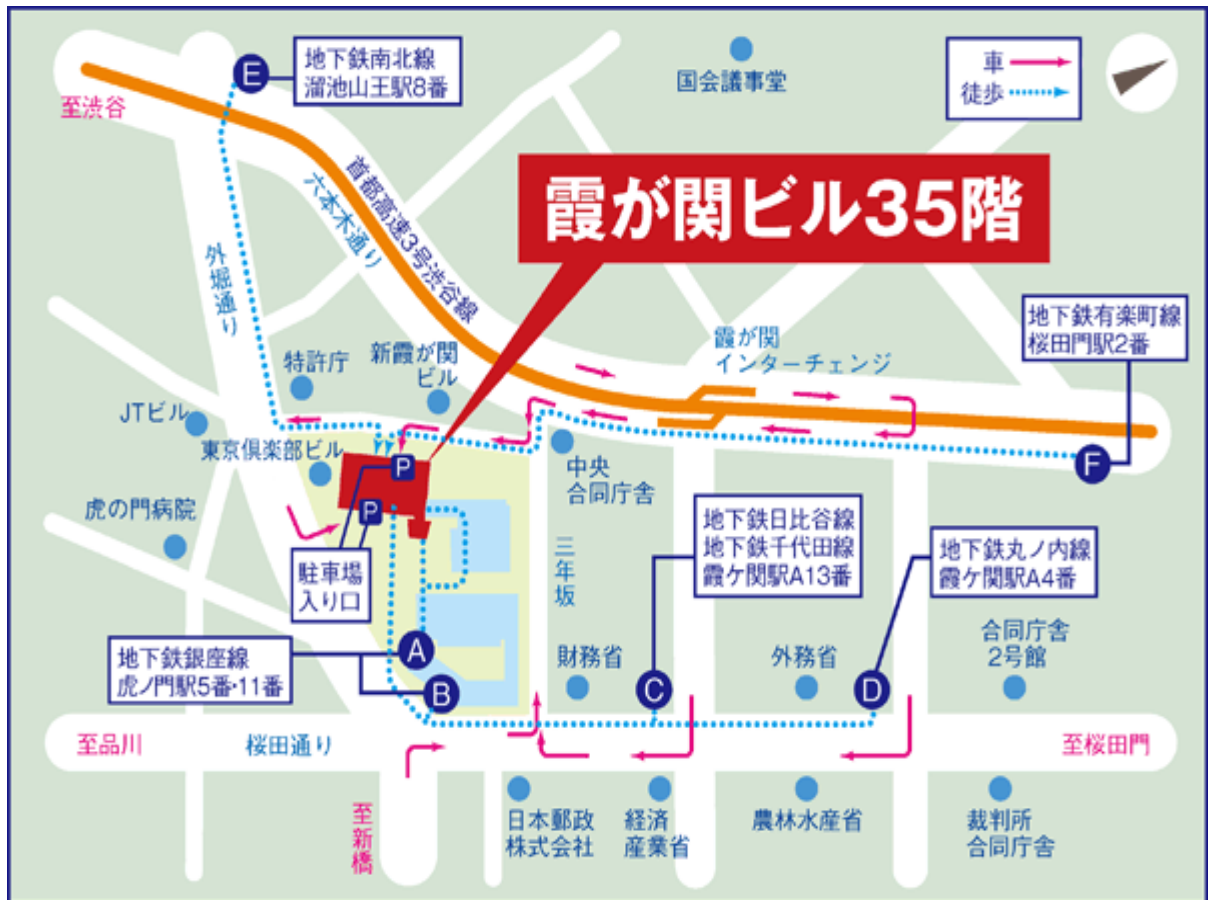 E
地下鉄南北線
溜池山王駅8番
国会議事堂
車
徒歩
至渋谷
首都高速3号渋谷線
六本木通り
外堀通り
霞が関ビル35階
地下鉄有楽町線
桜田門駅2番
霞が関
インターチェンジ
特許庁
新霞が関
ビル
JTビル
東京倶楽部ビル
P
P
中央
合同庁舎
F
虎の門病院
駐車場
入り口
三年坂
地下鉄日比谷線
地下鉄千代田線
霞ケ関駅A13番
地下鉄丸ノ内線
霞ケ関駅A4番
地下鉄銀座線
虎ノ門駅5番・11番
A
B
財務省
C
外務省
D
合同庁舎
2号館
至品川
桜田通り
至桜田門
至新橋
日本郵政
株式会社
経済
産業省
農林水産省
裁判所
合同庁舎